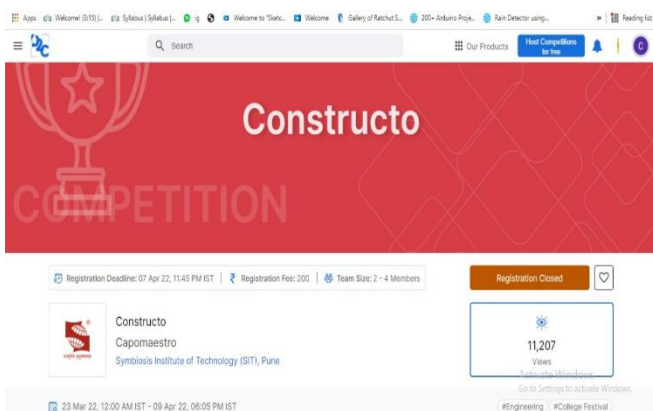 Apps Welcome! (3:15) |... Syllabus | Syllabus |... g Welcome to "Sketc... Welcome Gallery of Ratchut S... 200+ Arduino Proje... Rain Detector using... » Reading list
Search Our Products Host Competitions
for free C
Constructo
COMPETITION
Registration Deadline: 07 Apr 22, 11:45 PM IST | ₹ Registration Fee: 200 | Team Size: 2 - 4 Members
Registration Closed
Constructo
Capomaestro
Symbiosis Institute of Technology (SIT), Pune
11,207
Views
Activate Windows
Go to Settings to activate Windows.
23 Mar 22, 12:00 AM IST - 09 Apr 22, 06:05 PM IST
#Engineering #College Festival